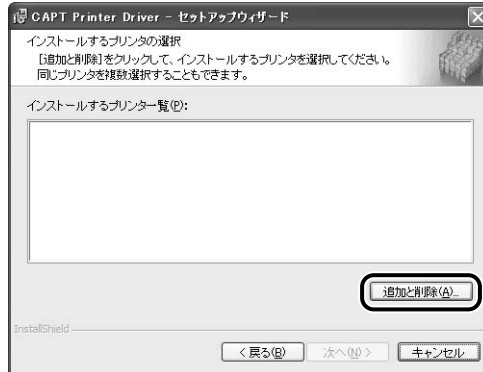 CAPT Printer Driver - セットアップウィザード
インストールするプリンタの選択
[追加と削除]をクリックして、インストールするプリンタを選択してください。
同じプリンタを複数選択することもできます。
インストールするプリンター覧(P):
追加と削除(A)...
InstallShield
< 戻る(B)
次へ(N) >
キャンセル